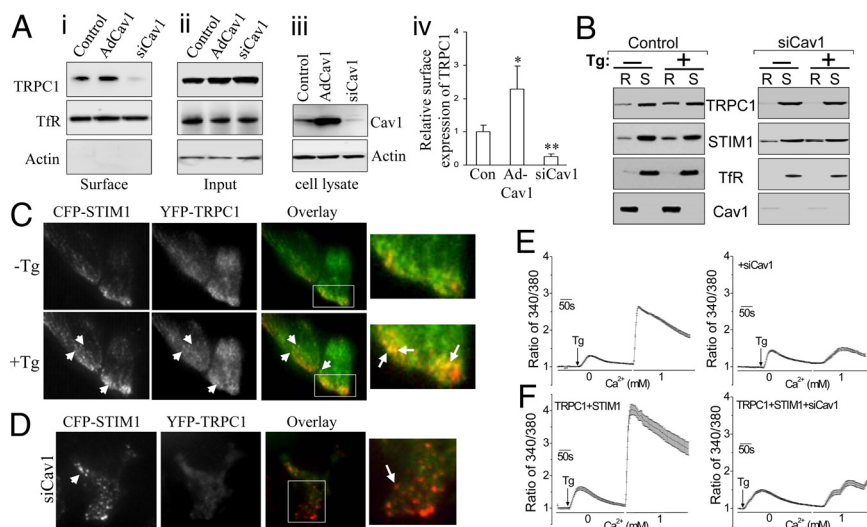 A
i
ii
iii
iv
Control
AdCav1
siCav1
Control
AdCav1
siCav1
Control
AdCav1
siCav1
TRPC1
TfR
Actin
Surface
Input
Cav1
Actin
cell lysate
Relative surface
expression of TRPC1
4
3
2
1
0
*
**
Con
Ad-
Cav1
siCav1
B
Control
siCav1
Tg:
−
+
−
+
R S R S
R S R S
TRPC1
STIM1
TfR
Cav1
C
CFP-STIM1
YFP-TRPC1
Overlay
-Tg
+Tg
D
CFP-STIM1
YFP-TRPC1
Overlay
siCav1
E
Ratio of 340/380
4
3
2
1
50s
Tg
0
1
Ca²⁺ (mM)
+siCav1
Ratio of 340/380
4
3
2
1
50s
Tg
0
1
Ca²⁺ (mM)
F
TRPC1+STIM1
Ratio of 340/380
4
3
2
1
50s
Tg
0
1
Ca²⁺ (mM)
TRPC1+STIM1+siCav1
Ratio of 340/380
4
3
2
1
50s
Tg
0
1
Ca²⁺ (mM)